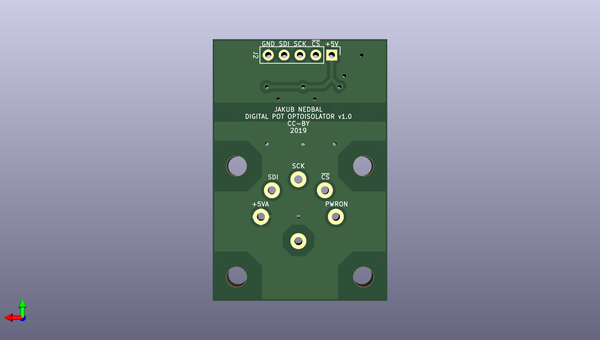 GND SDI SCK CS +5V
J2
JAKUB NEDBAL
DIGITAL POT OPTOISOLATOR v1.0
CC-BY
2019
SCK
SDI CS
+5VA PWRON